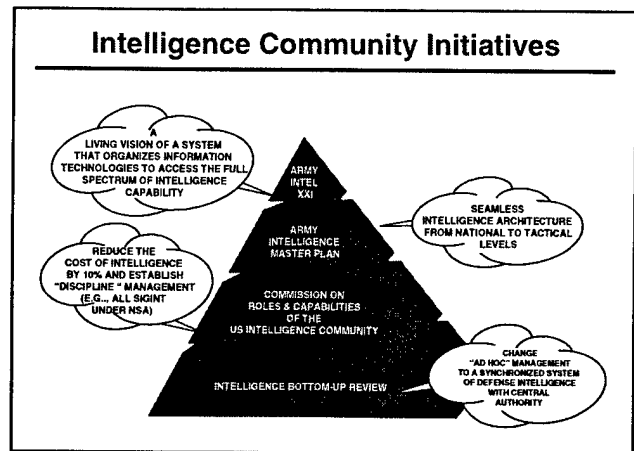 Intelligence Community Initiatives
A
LIVING VISION OF A SYSTEM
THAT ORGANIZES INFORMATION
TECHNOLOGIES TO ACCESS THE FULL
SPECTRUM OF INTELLIGENCE
CAPABILITY
ARMY
INTEL
XXI
SEAMLESS
INTELLIGENCE ARCHITECTURE
FROM NATIONAL TO TACTICAL
LEVELS
ARMY
INTELLIGENCE
MASTER PLAN
REDUCE THE
COST OF INTELLIGENCE
BY 10% AND ESTABLISH
"DISCIPLINE " MANAGEMENT
(E.G.., ALL SIGINT
UNDER NSA)
COMMISSION ON
ROLES & CAPABILITIES
OF THE
US INTELLIGENCE COMMUNITY
CHANGE
"AD HOC" MANAGEMENT
TO A SYNCHRONIZED SYSTEM
OF DEFENSE INTELLIGENCE
WITH CENTRAL
AUTHORITY
INTELLIGENCE BOTTOM-UP REVIEW